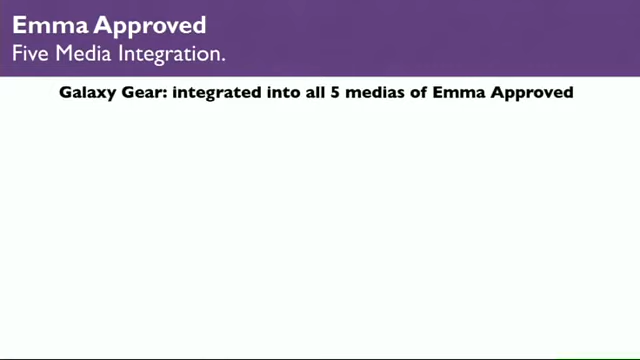 Emma Approved
Five Media Integration.
Galaxy Gear: integrated into all 5 medias of Emma Approved